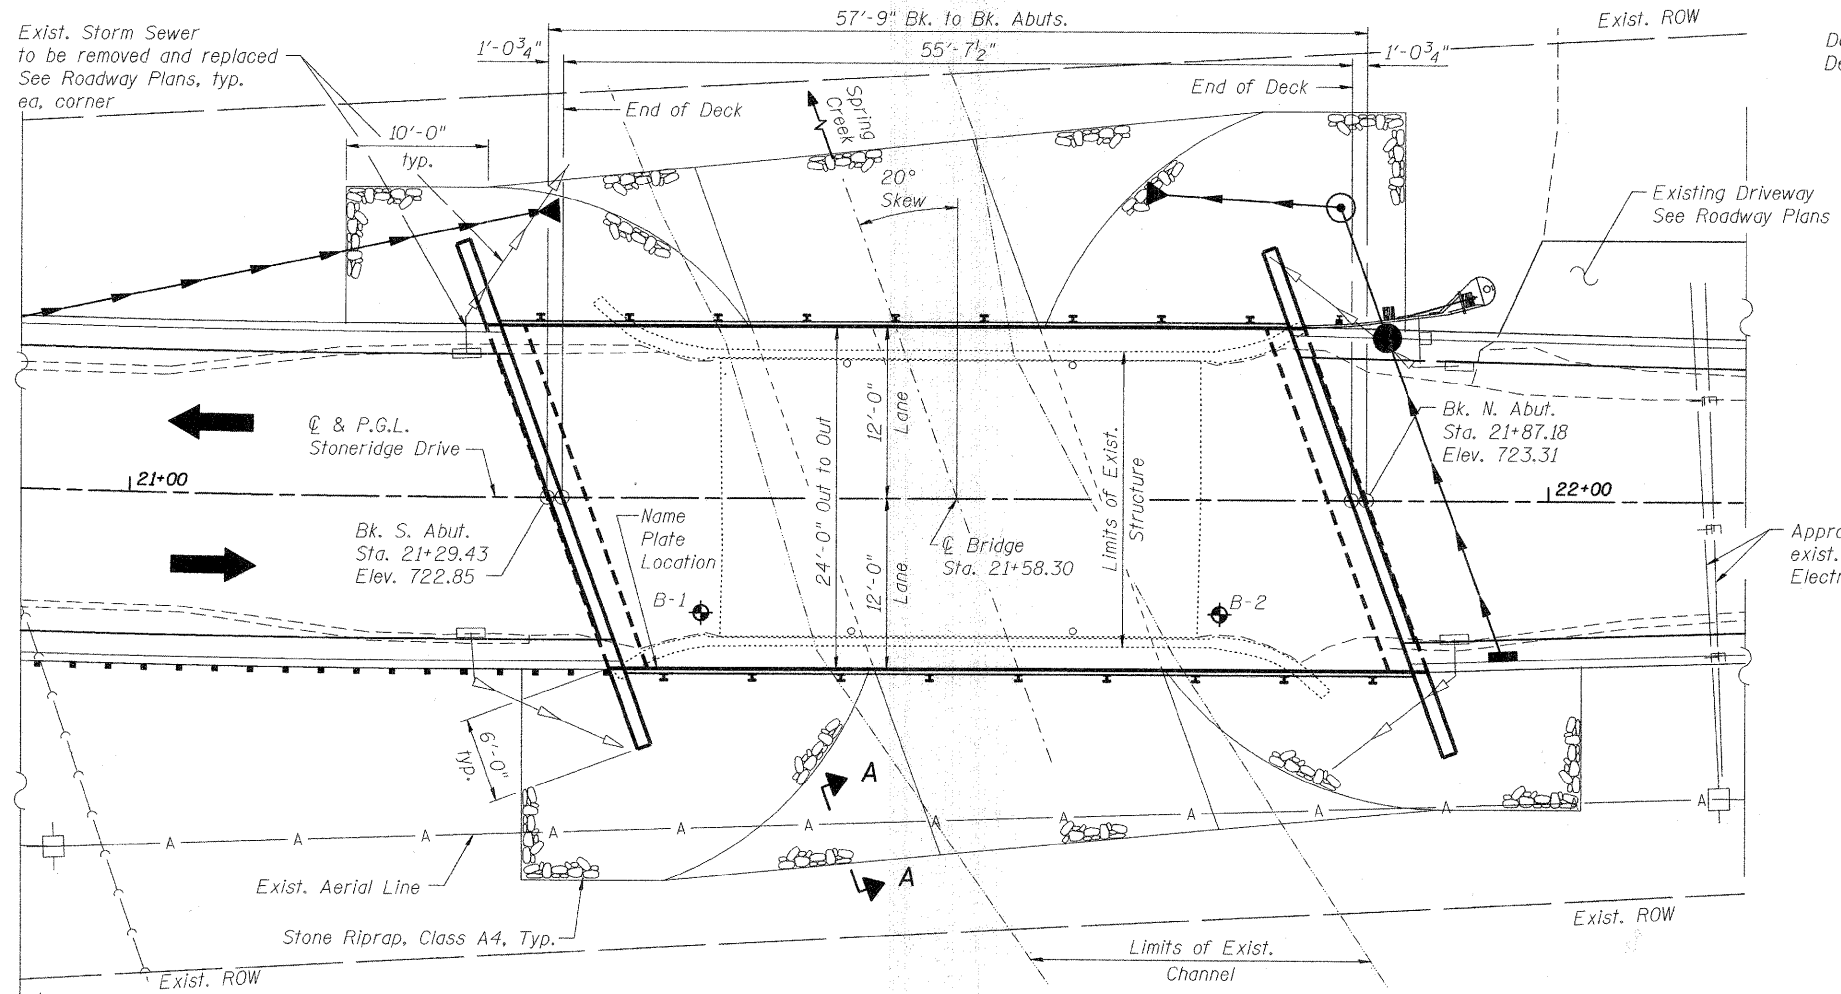 57'-9" Bk. to Bk. Abuts.
Exist. ROW
Exist. Storm Sewer
to be removed and replaced
See Roadway Plans, typ.
ea. corner
1'-0¾"
55'-7½"
1'-0¾"
End of Deck
End of Deck
10'-0"
typ.
Spring
Creek
N
20°
Skew
Existing Driveway
See Roadway Plans
℄ & P.G.L.
Stoneridge Drive
24'-0" Out to Out
12'-0"
Lane
12'-0"
Lane
Limits of Exist.
Structure
Bk. N. Abut.
Sta. 21+87.18
Elev. 723.31
21+00
22+00
Bk. S. Abut.
Sta. 21+29.43
Elev. 722.85
Name
Plate
Location
℄ Bridge
Sta. 21+58.30
exist.
B-1
B-2
6'-0"
typ.
A
A
A A A A A A A A A A A A A
Exist. Aerial Line
Stone Riprap, Class A4, Typ.
Exist. ROW
Exist. ROW
Limits of Exist.
Channel